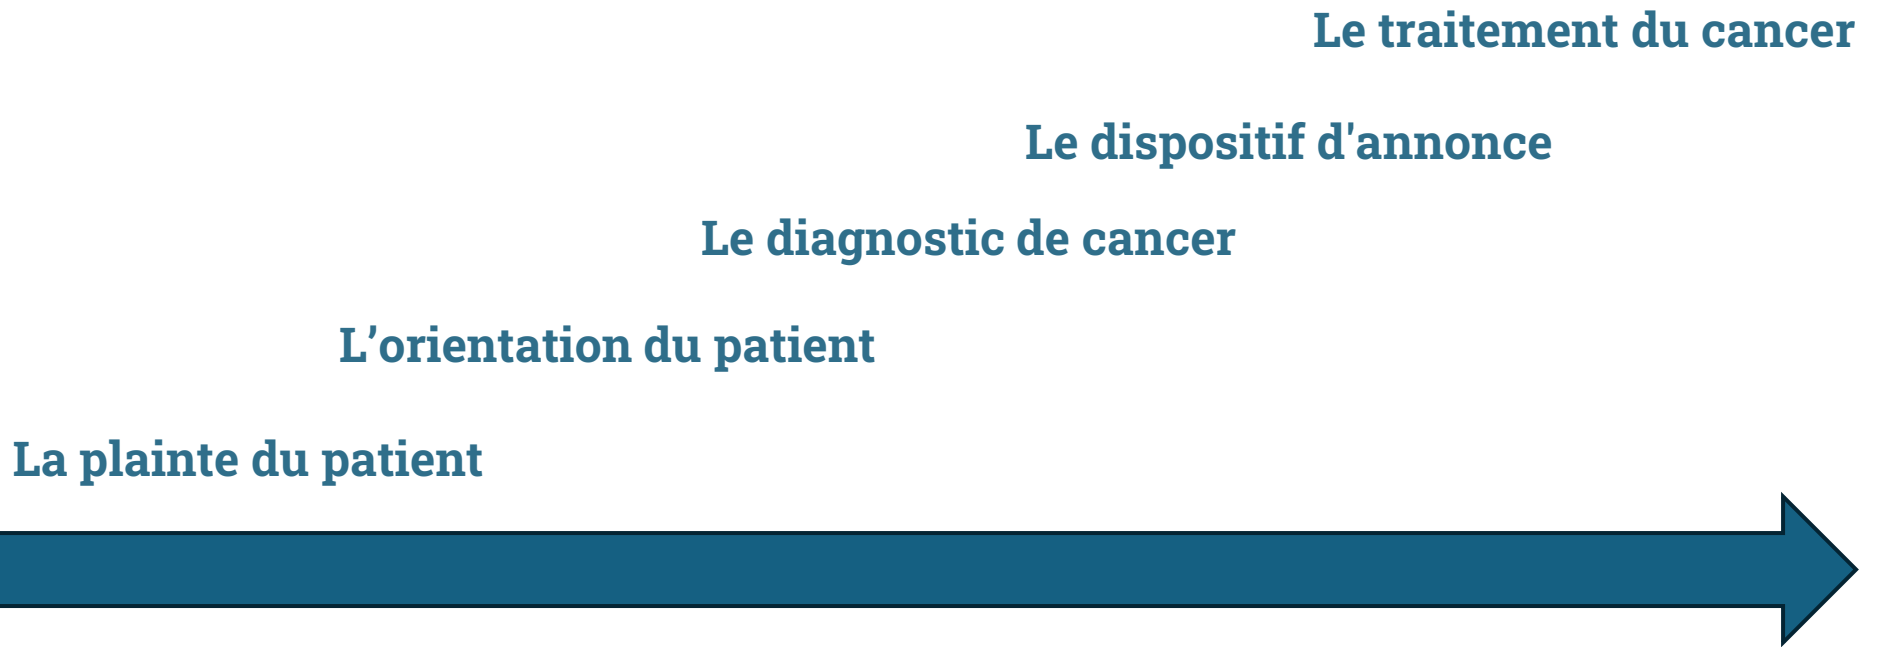 Le traitement du cancer
Le dispositif d'annonce
Le diagnostic de cancer
L’orientation du patient
La plainte du patient